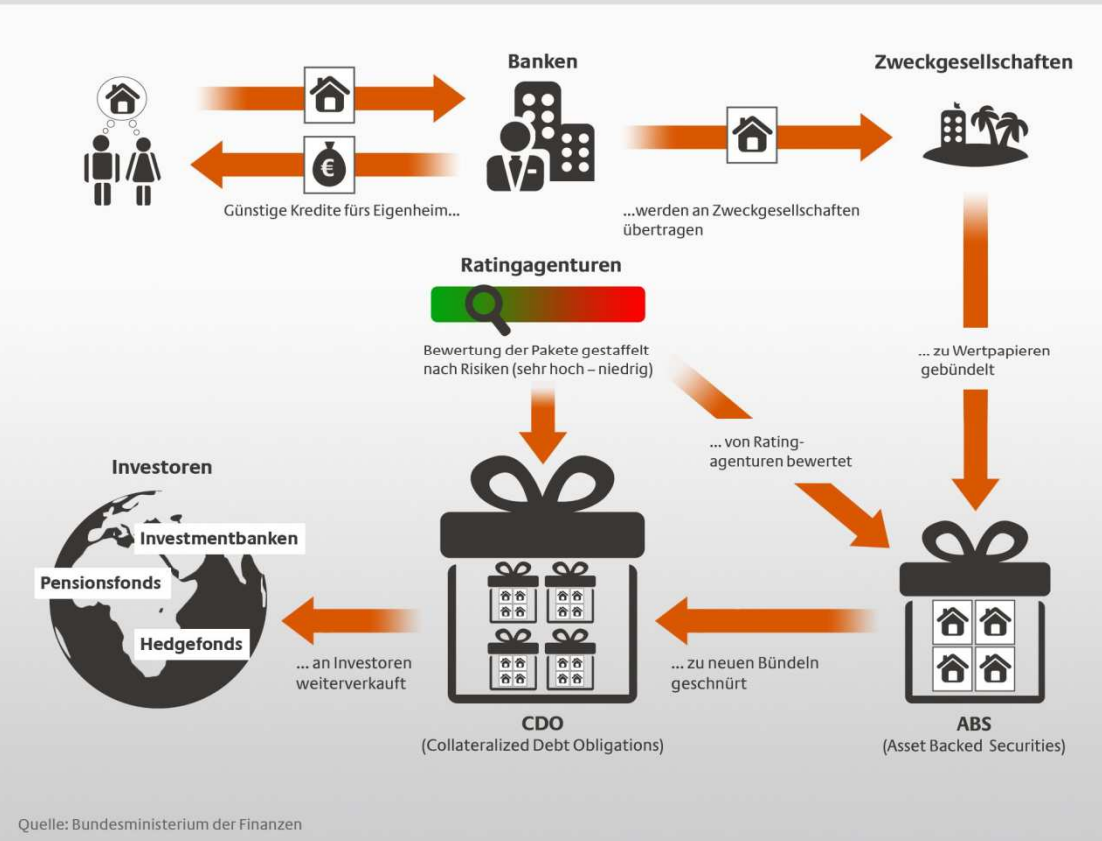 Banken
Zweckgesellschaften
€
Günstige Kredite fürs Eigenheim...
...werden an Zweckgesellschaften
übertragen
Ratingagenturen
Bewertung der Pakete gestaffelt
nach Risiken (sehr hoch – niedrig)
... zu Wertpapieren
gebündelt
... von Rating-
agenturen bewertet
Investoren
Investmentbanken
Pensionsfonds
Hedgefonds
... an Investoren
weiterverkauft
... zu neuen Bündeln
geschnürt
CDO
(Collateralized Debt Obligations)
ABS
(Asset Backed Securities)
Quelle: Bundesministerium der Finanzen